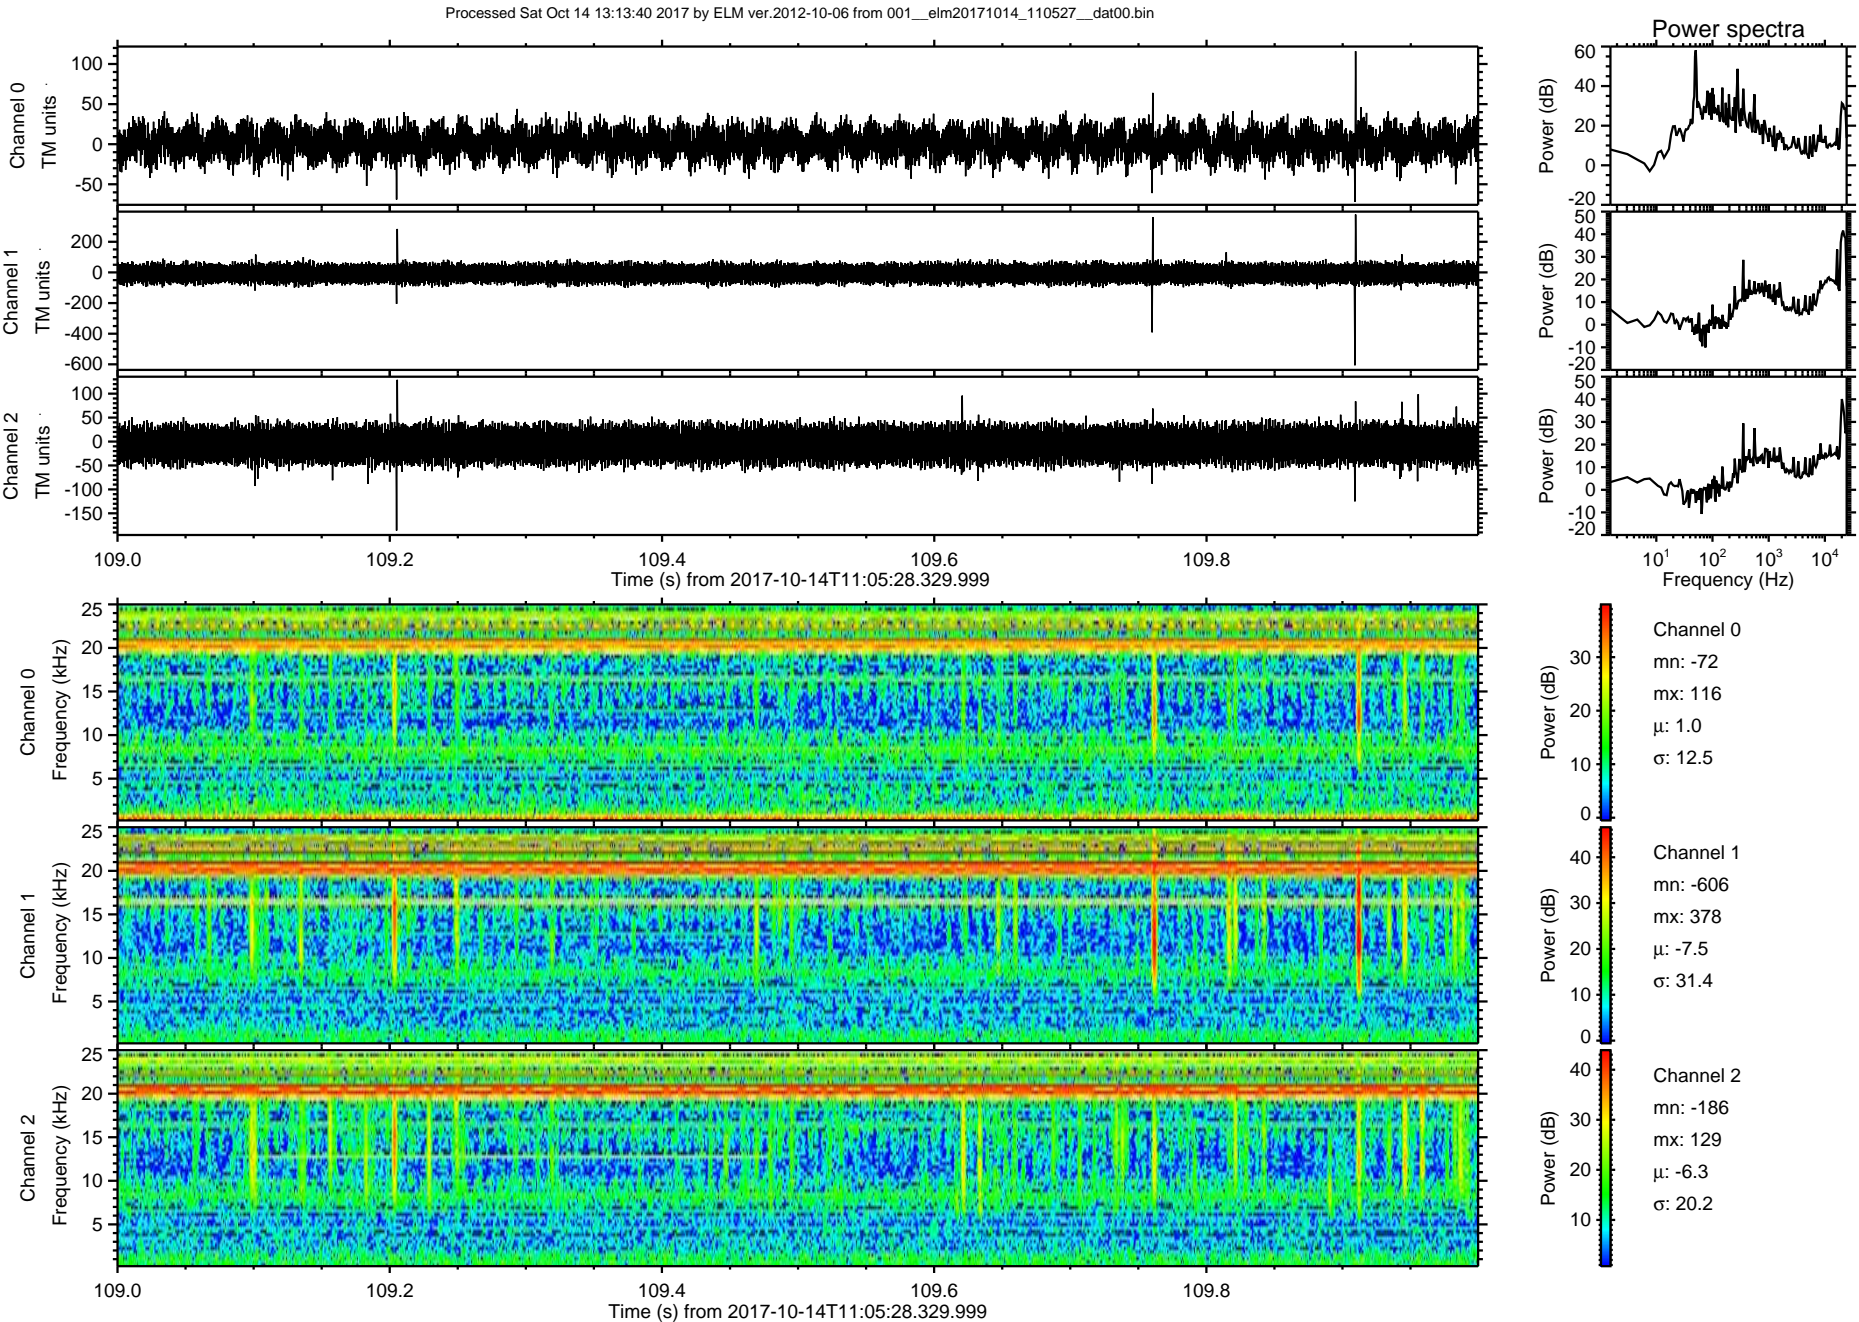 Processed Sat Oct 14 13:13:40 2017 by ELM ver.2012-10-06 from 001__elm20171014_110527__dat00.bin
Power spectra
Channel 0
TM units
100
50
0
-50
Power (dB)
60
40
20
0
-20
Channel 1
TM units
200
0
-200
-400
-600
Power (dB)
50
40
30
20
10
0
-10
-20
Channel 2
TM units
100
50
0
-50
-100
-150
Power (dB)
50
40
30
20
10
0
-10
-20
109.0 109.2 109.4 109.6 109.8
Time (s) from 2017-10-14T11:05:28.329.999
10¹ 10² 10³ 10⁴
Frequency (Hz)
Channel 0
Frequency (kHz)
25
20
15
10
5
Power (dB)
30
20
10
0
Channel 0
mn: -72
mx: 116
μ: 1.0
σ: 12.5
Channel 1
Frequency (kHz)
25
20
15
10
5
Power (dB)
40
30
20
10
0
Channel 1
mn: -606
mx: 378
μ: -7.5
σ: 31.4
Channel 2
Frequency (kHz)
25
20
15
10
5
Power (dB)
40
30
20
10
Channel 2
mn: -186
mx: 129
μ: -6.3
σ: 20.2
109.0 109.2 109.4 109.6 109.8
Time (s) from 2017-10-14T11:05:28.329.999